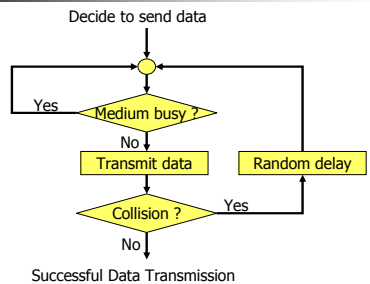 Decide to send data
Yes
Medium busy ?
No
Transmit data
Random delay
Collision ?
Yes
No
Successful Data Transmission